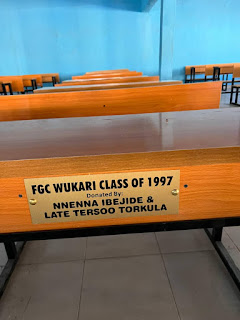 FGC WUKARI CLASS OF 1997
Donated By:
NNENNA IBEJIDE &
LATE TERSOO TORKULA